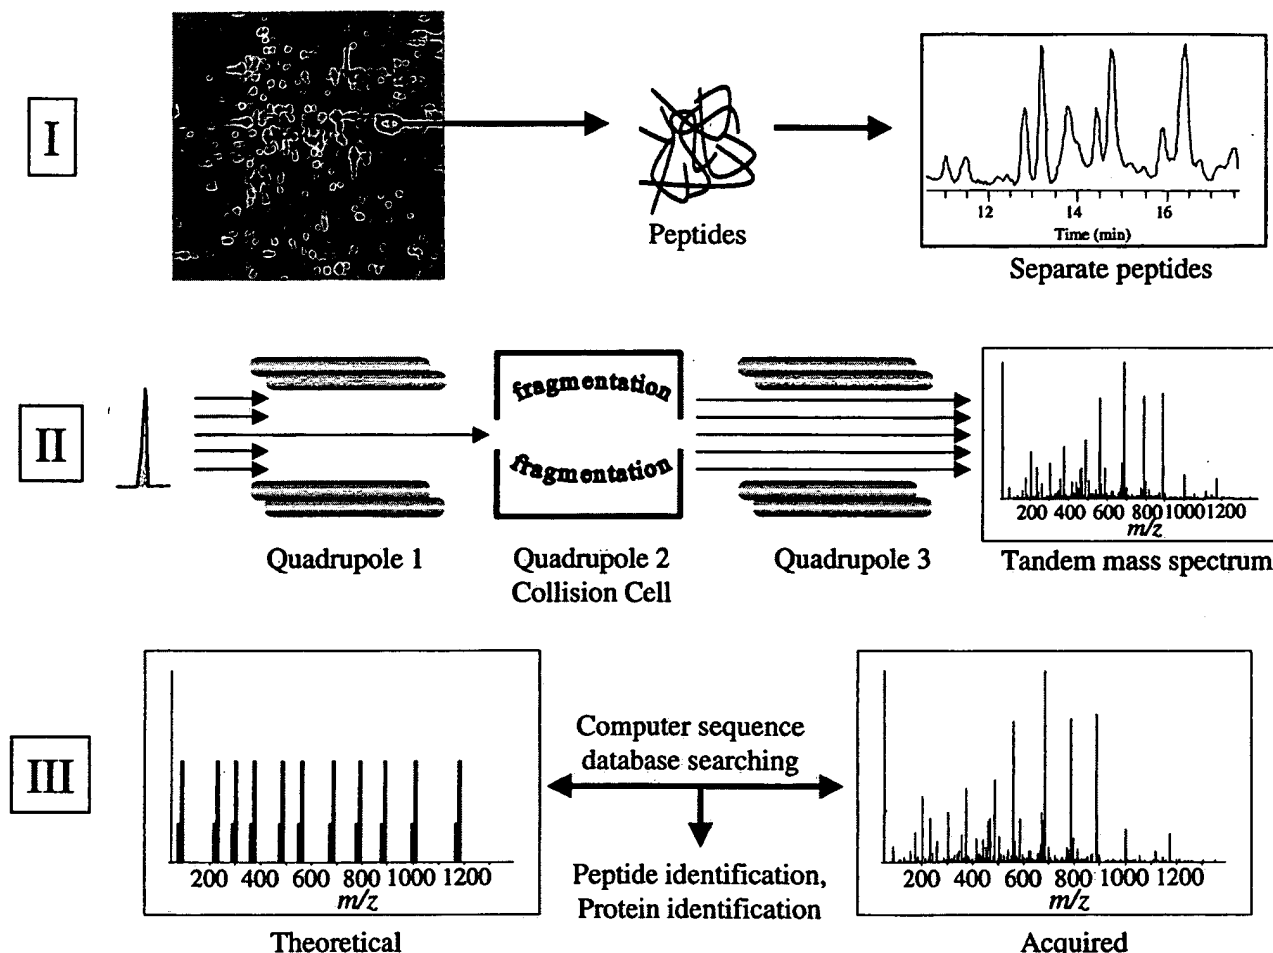 I
Peptides
12 14 16
Time (min)
Separate peptides
II
fragmentation
fragmentation
200 400 600 800 1000 1200
m/z
Quadrupole 1
Quadrupole 2
Collision Cell
Quadrupole 3
Tandem mass spectrum
III
200 400 600 800 1000 1200
m/z
Theoretical
Computer sequence
database searching
Peptide identification,
Protein identification
200 400 600 800 1000 1200
m/z
Acquired